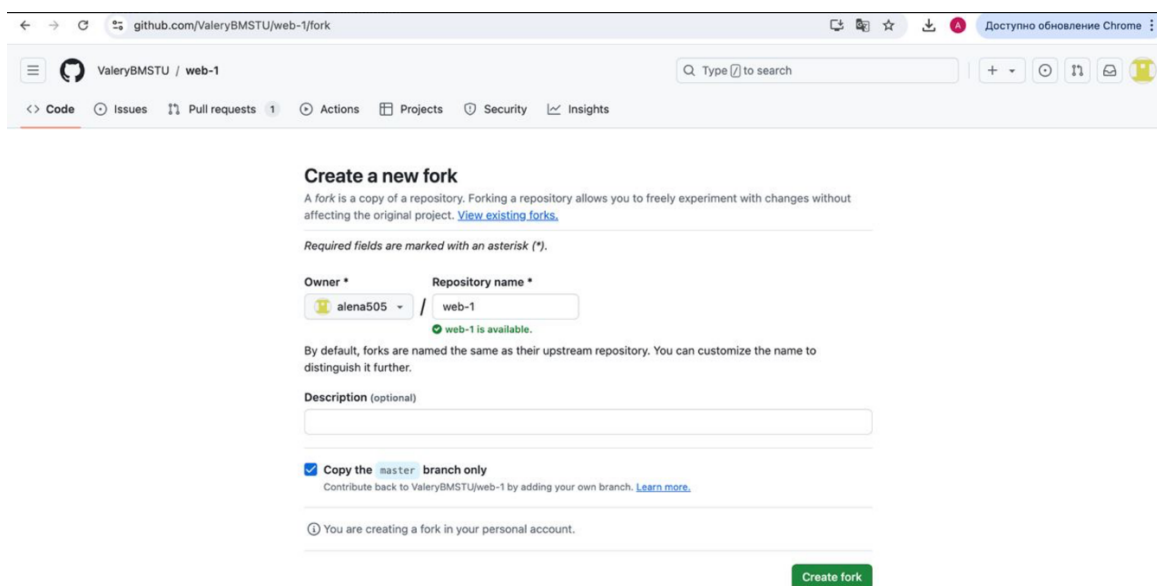 github.com/ValeryBMSTU/web-1/fork
A
Доступно обновление Chrome
ValeryBMSTU / web-1
Type / to search
<> Code
Issues
Pull requests 1
Actions
Projects
Security
Insights
Create a new fork
A fork is a copy of a repository. Forking a repository allows you to freely experiment with changes without
affecting the original project. View existing forks.
Required fields are marked with an asterisk (*).
Owner * Repository name *
alena505 / web-1
web-1 is available.
By default, forks are named the same as their upstream repository. You can customize the name to
distinguish it further.
Description (optional)
Copy the master branch only
Contribute back to ValeryBMSTU/web-1 by adding your own branch. Learn more.
You are creating a fork in your personal account.
Create fork